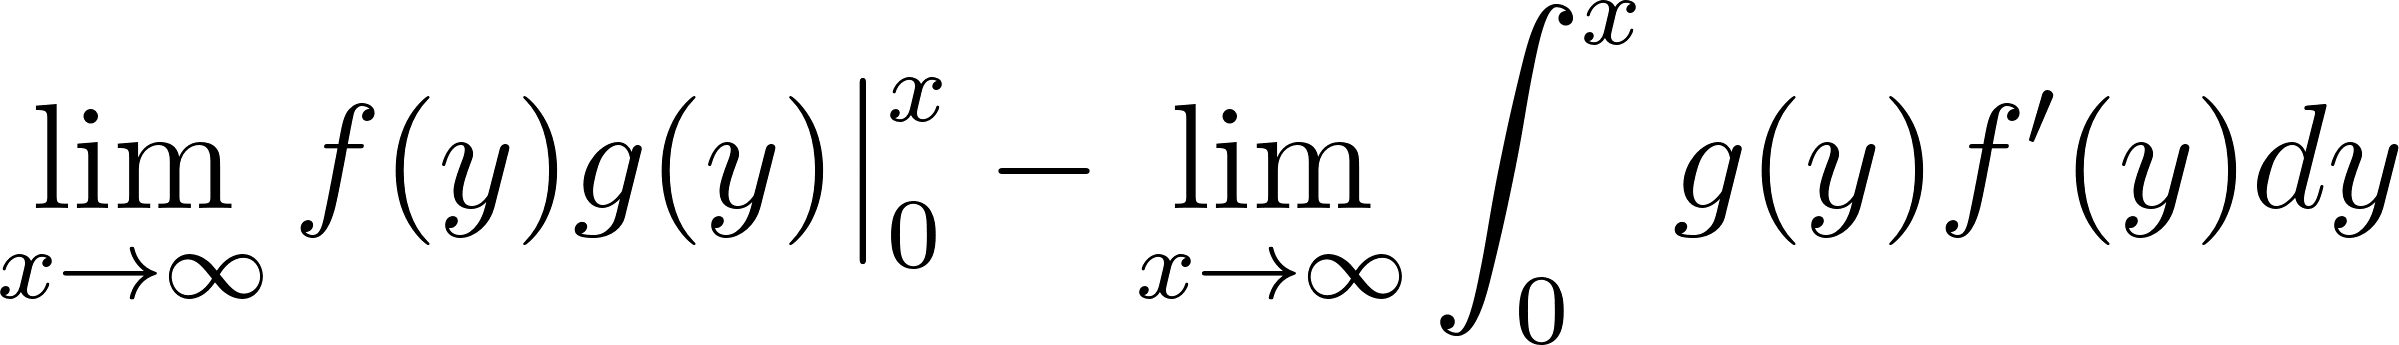 \lim_{x \to \infty} f(y)g(y)\Big|_0^x - \lim_{x \to \infty} \int_0^x g(y)f'(y)dy